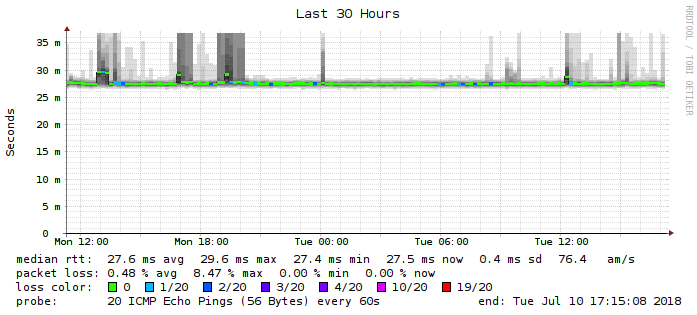 Last 30 Hours
RRDTOOL / TOBI OETIKER
Seconds
35 m
30 m
25 m
20 m
15 m
10 m
5 m
0
Mon 12:00 Mon 18:00 Tue 00:00 Tue 06:00 Tue 12:00
median rtt: 27.6 ms avg 29.6 ms max 27.4 ms min 27.5 ms now 0.4 ms sd 76.4 am/s
packet loss: 0.48 % avg 8.47 % max 0.00 % min 0.00 % now
loss color: 0 1/20 2/20 3/20 4/20 10/20 19/20
probe: 20 ICMP Echo Pings (56 Bytes) every 60s end: Tue Jul 10 17:15:08 2018